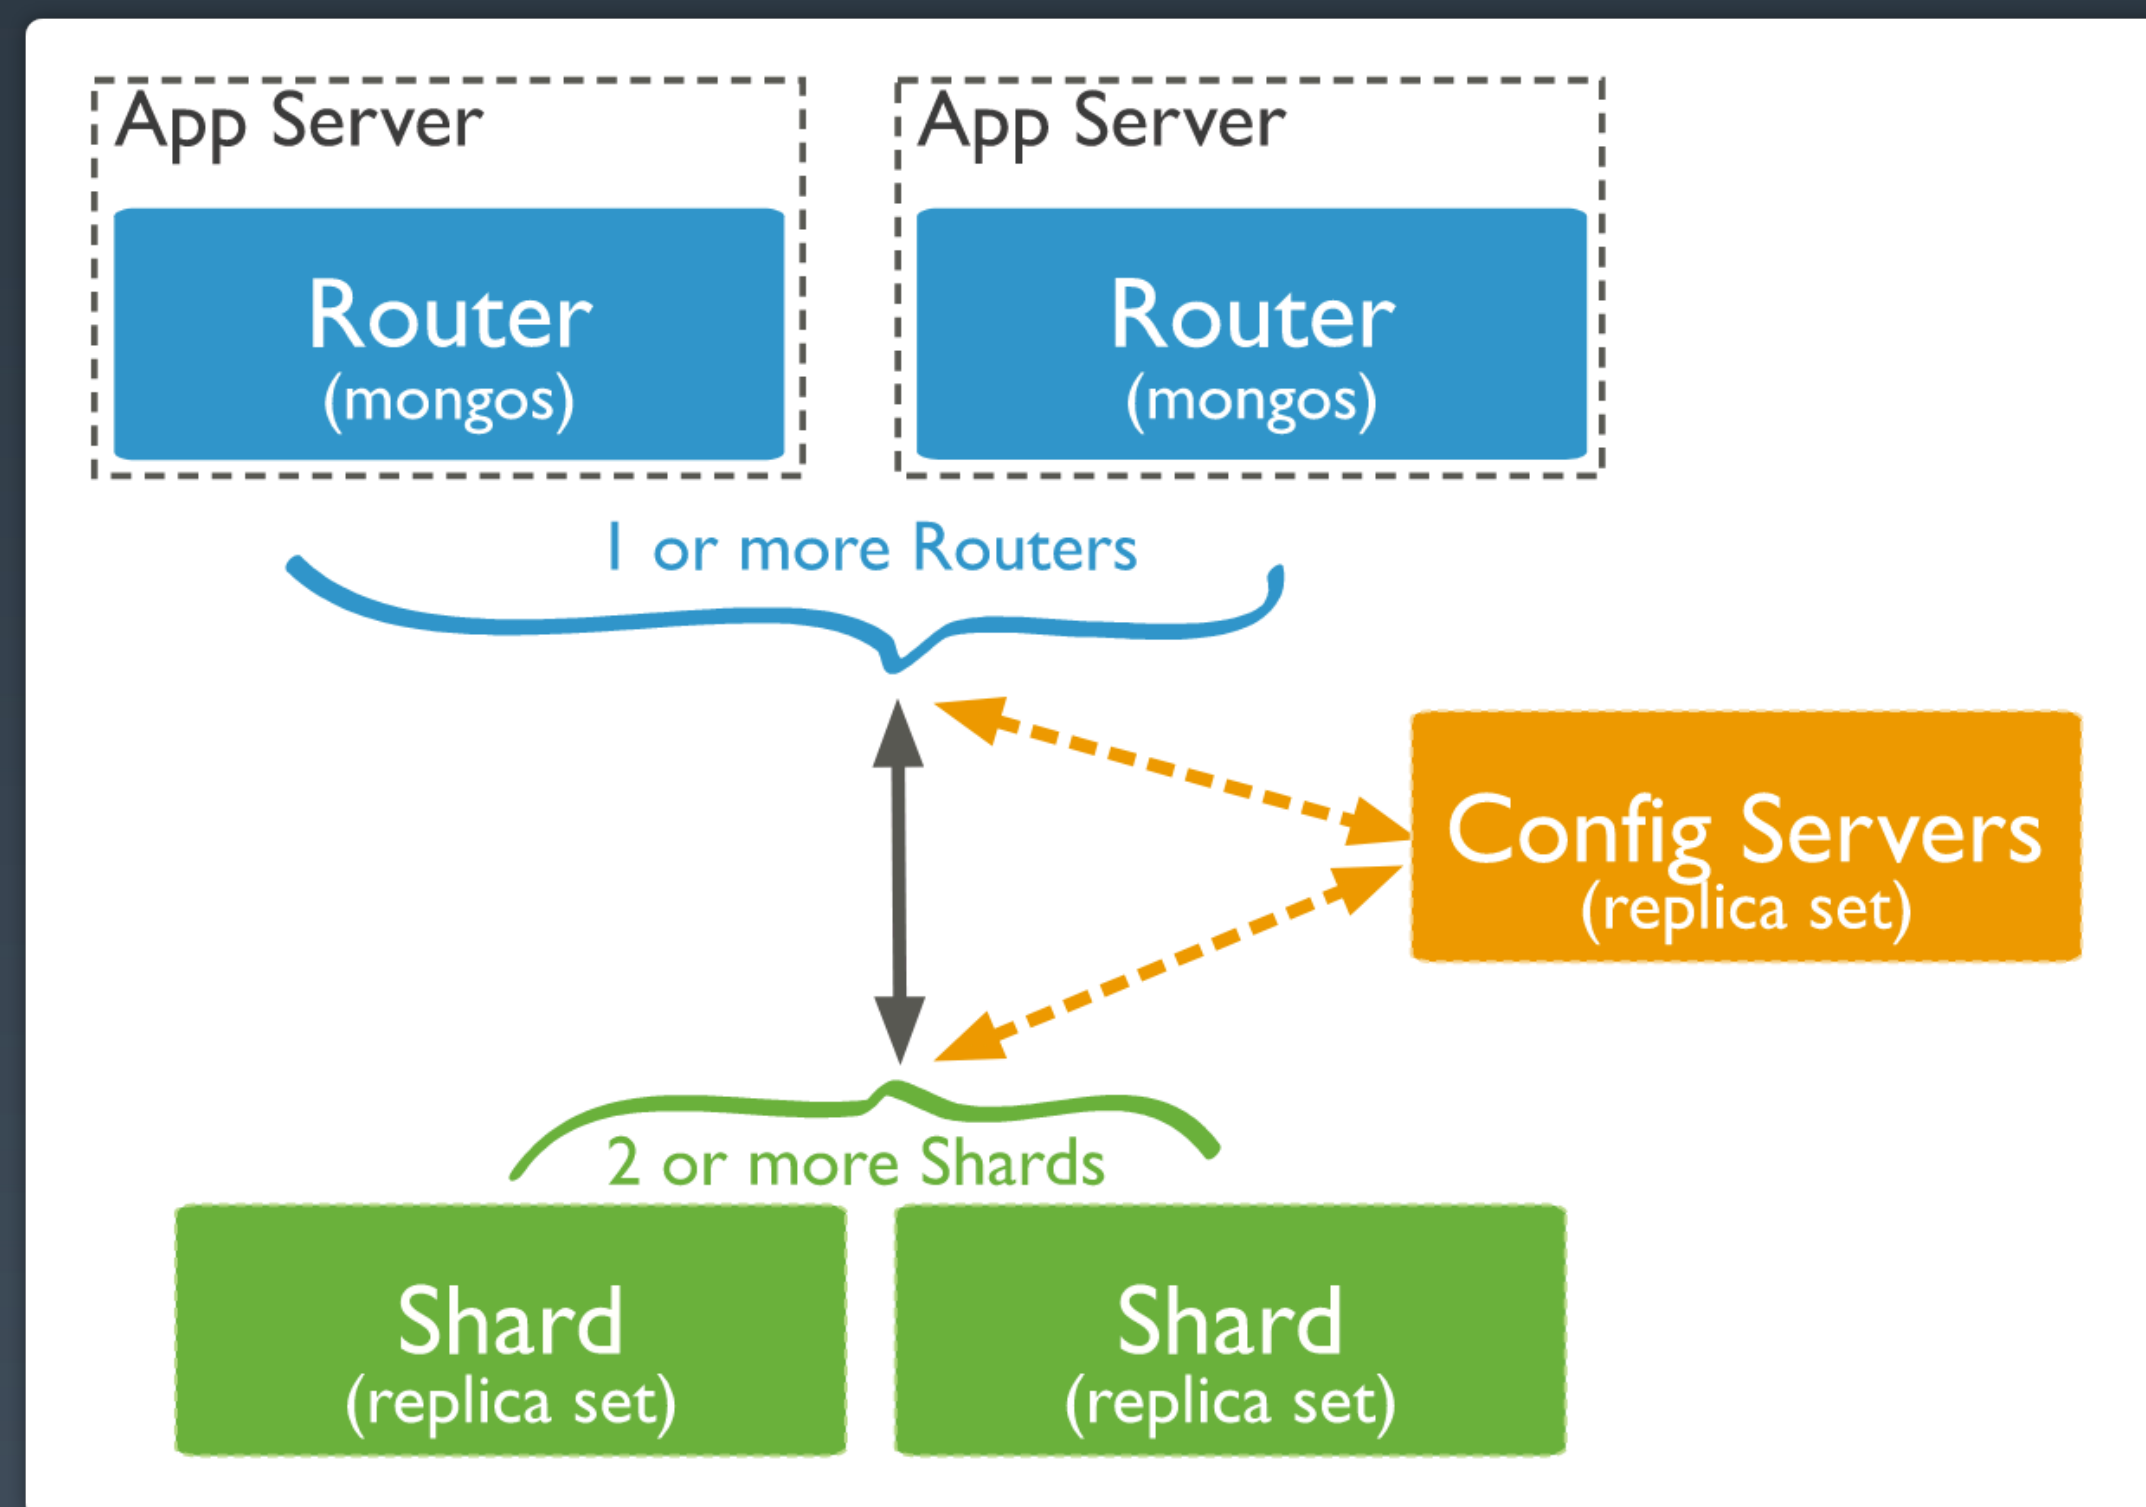 App Server
App Server
Router
(mongos)
Router
(mongos)
1 or more Routers
Config Servers
(replica set)
2 or more Shards
Shard
(replica set)
Shard
(replica set)